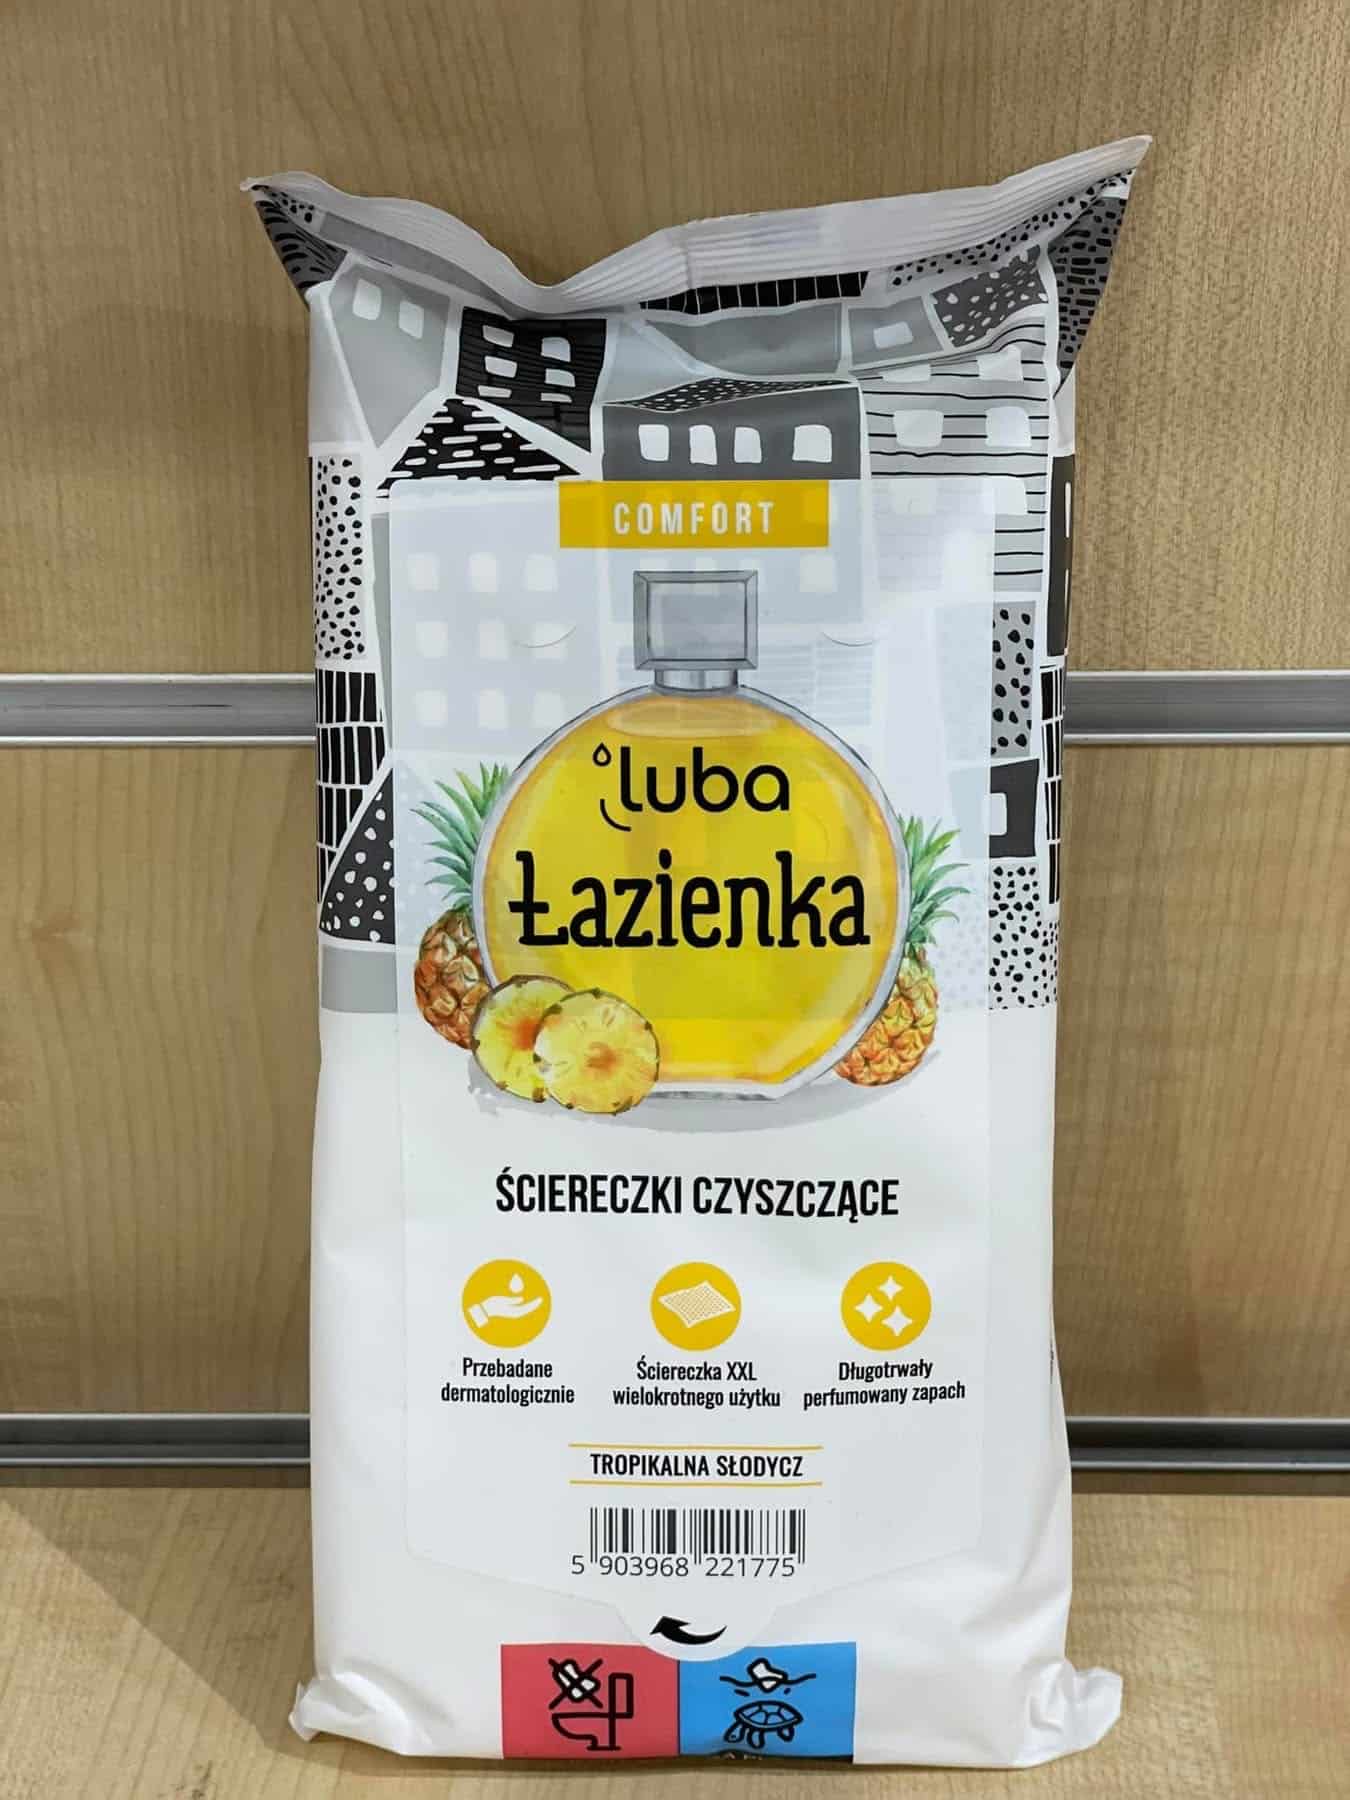 COMFORT
luba
Łazienka
ŚCIERECZKI CZYSZCZĄCE
Przebadane
dermatologicznie
Ściereczka XXL
wielokrotnego użytku
Długotrwały
perfumowany zapach
TROPIKALNA SŁODYCZ
5 903968 221775